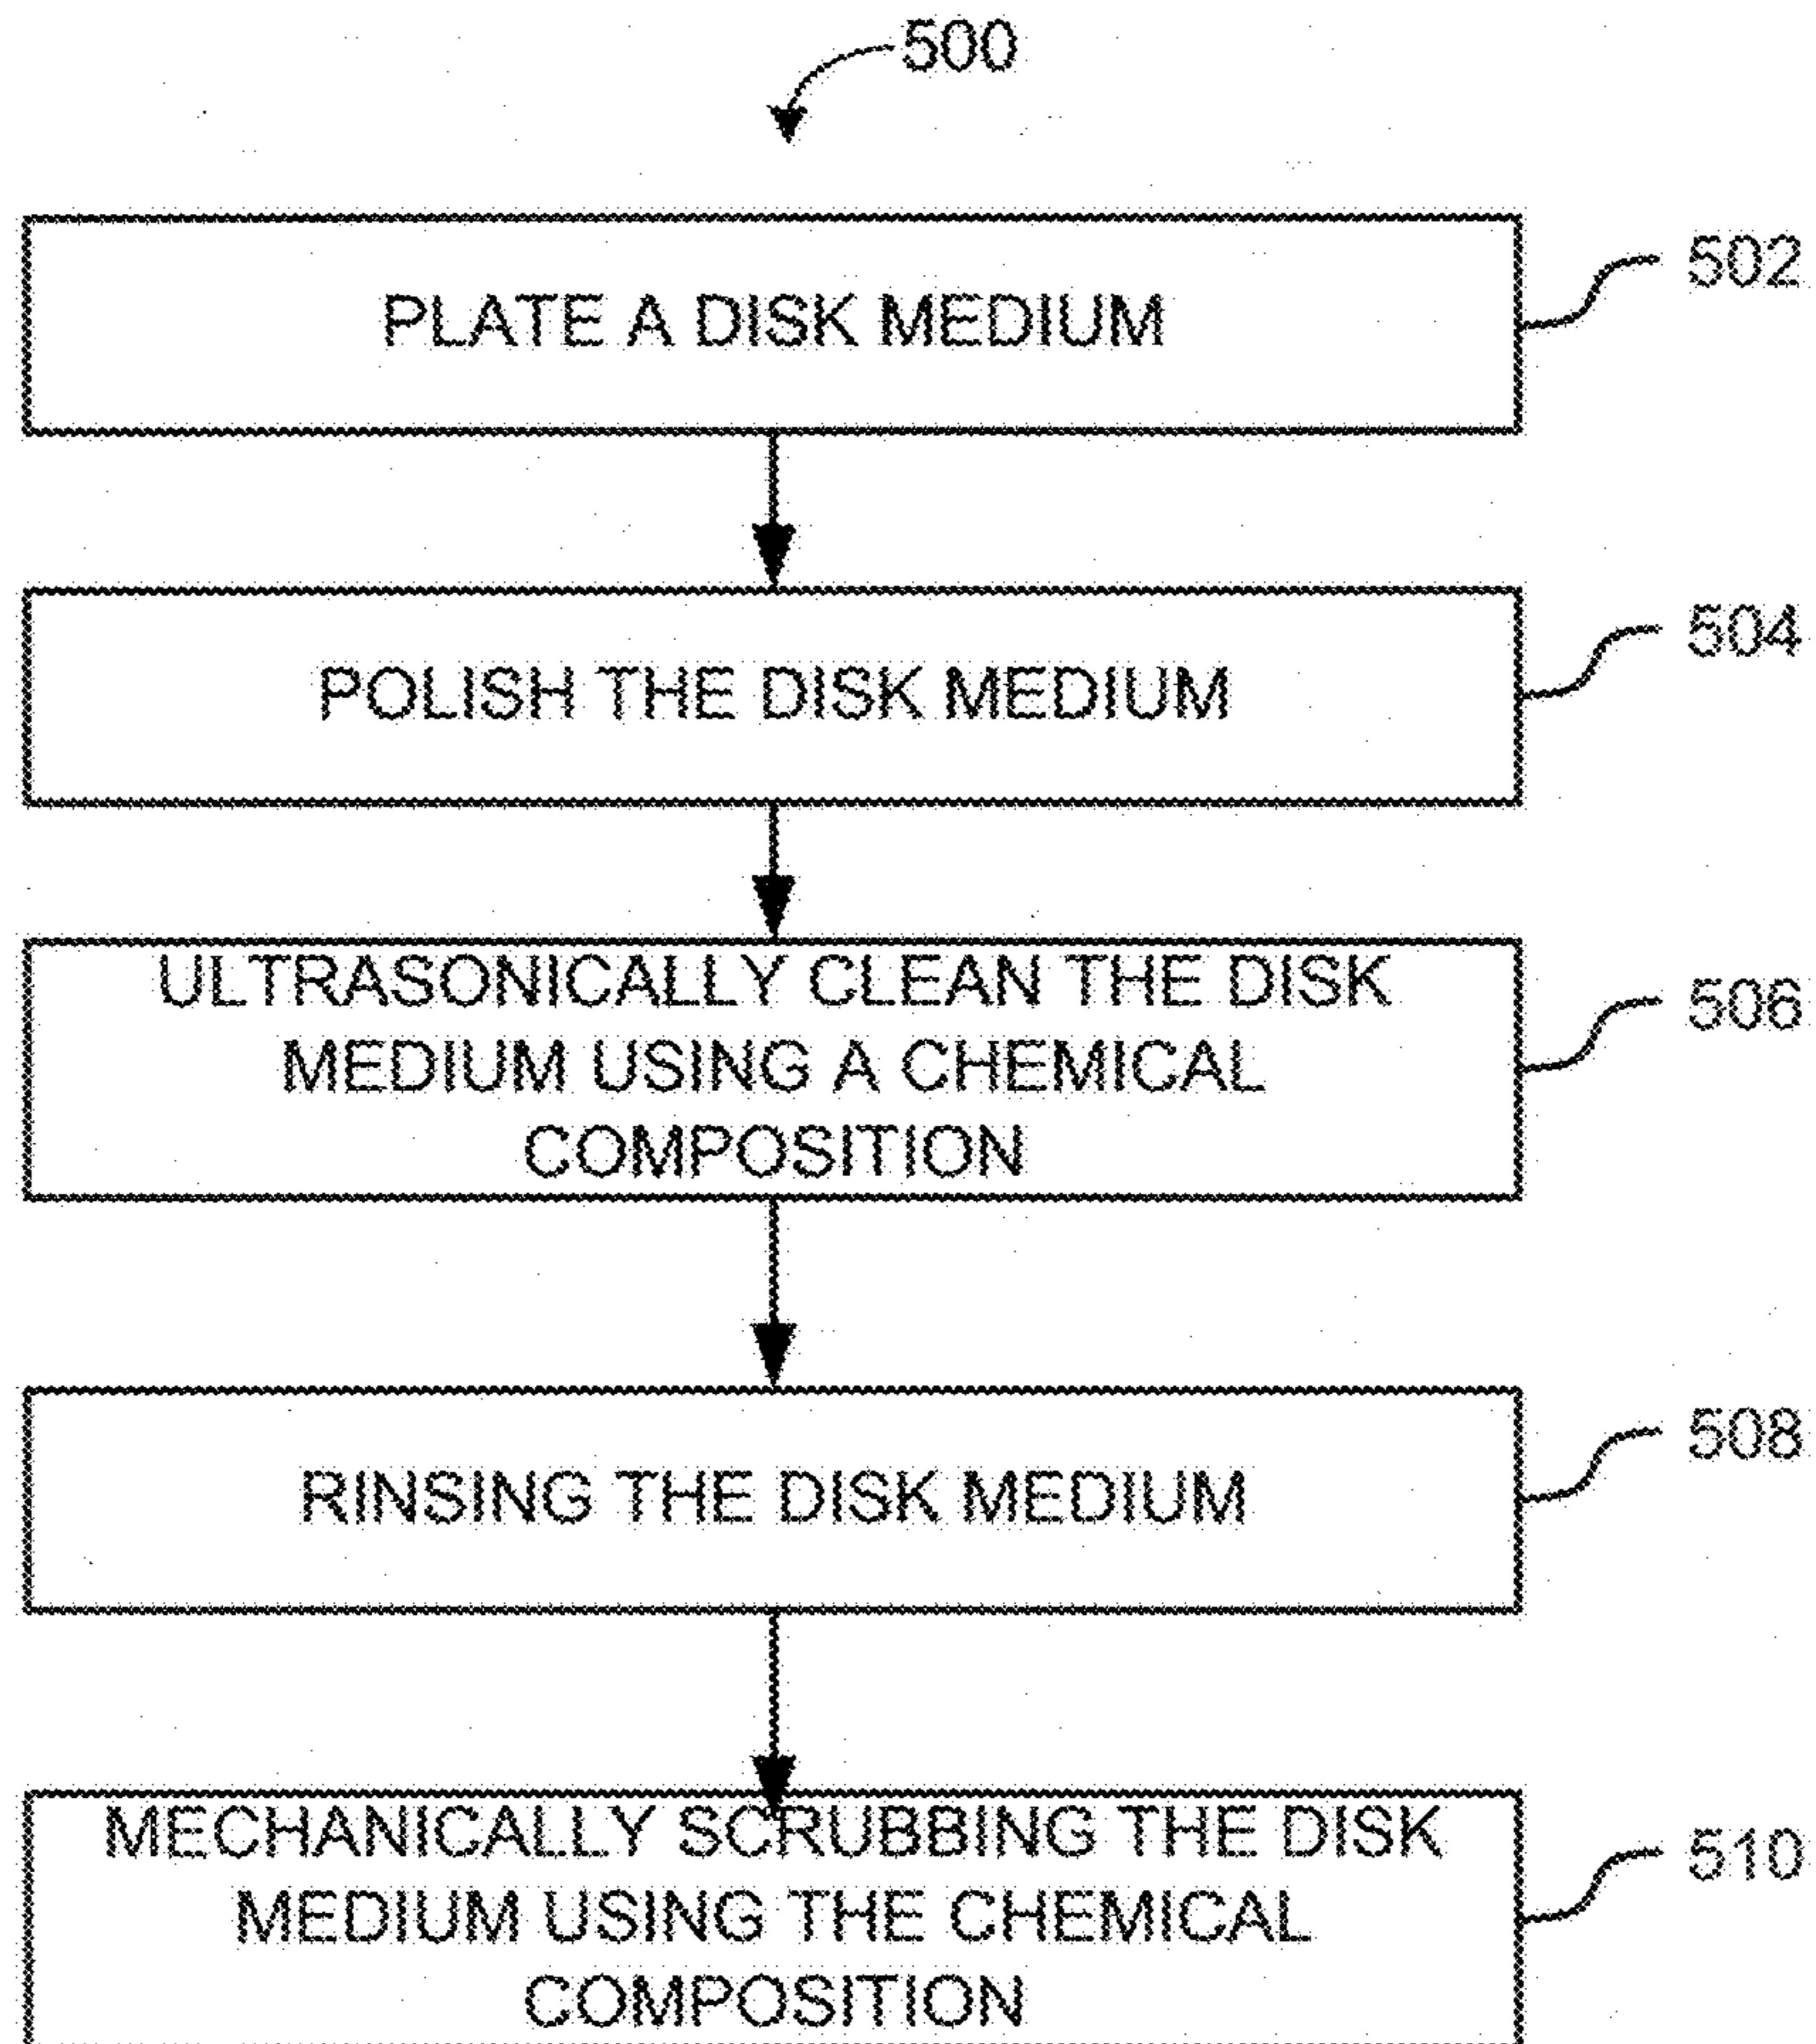 500
PLATE A DISK MEDIUM
502
POLISH THE DISK MEDIUM
504
ULTRASONICALLY CLEAN THE DISK
MEDIUM USING A CHEMICAL
COMPOSITION
506
RINSING THE DISK MEDIUM
508
MECHANICALLY SCRUBBING THE DISK
MEDIUM USING THE CHEMICAL
COMPOSITION
510